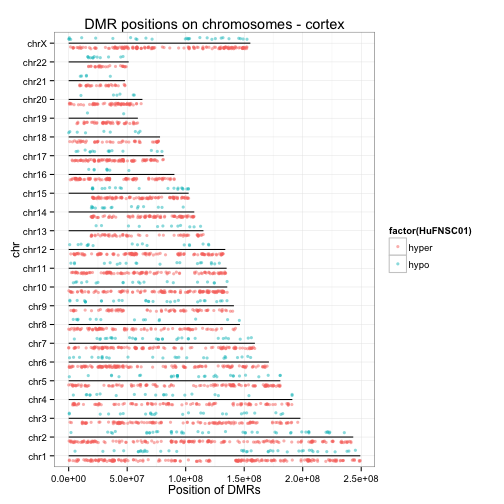 DMR positions on chromosomes - cortex
chr
chrX
chr22
chr21
chr20
chr19
chr18
chr17
chr16
chr15
chr14
chr13
chr12
chr11
chr10
chr9
chr8
chr7
chr6
chr5
chr4
chr3
chr2
chr1
0.0e+00 5.0e+07 1.0e+08 1.5e+08 2.0e+08 2.5e+08
Position of DMRs
factor(HuFNSC01)
hyper
hypo